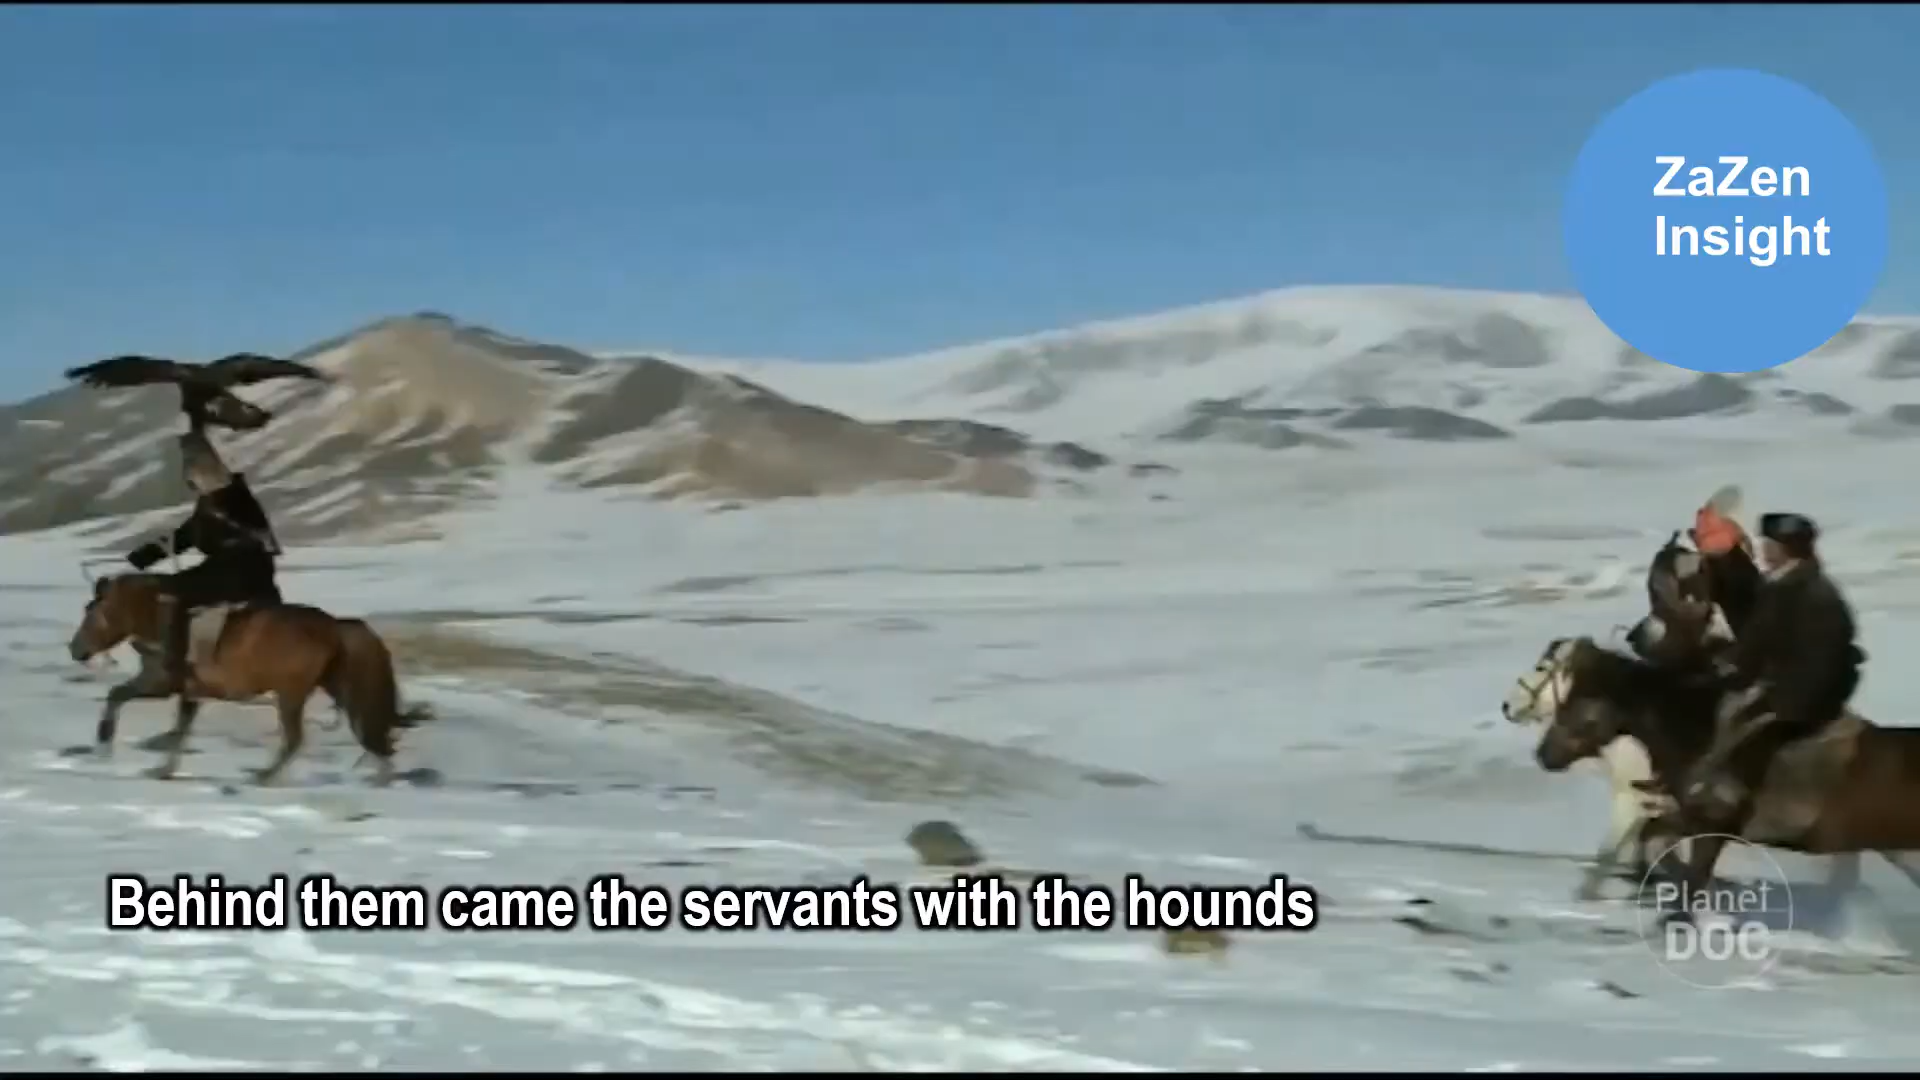 ZaZen
Insight
Behind them came the servants with the hounds
Planet
DOC